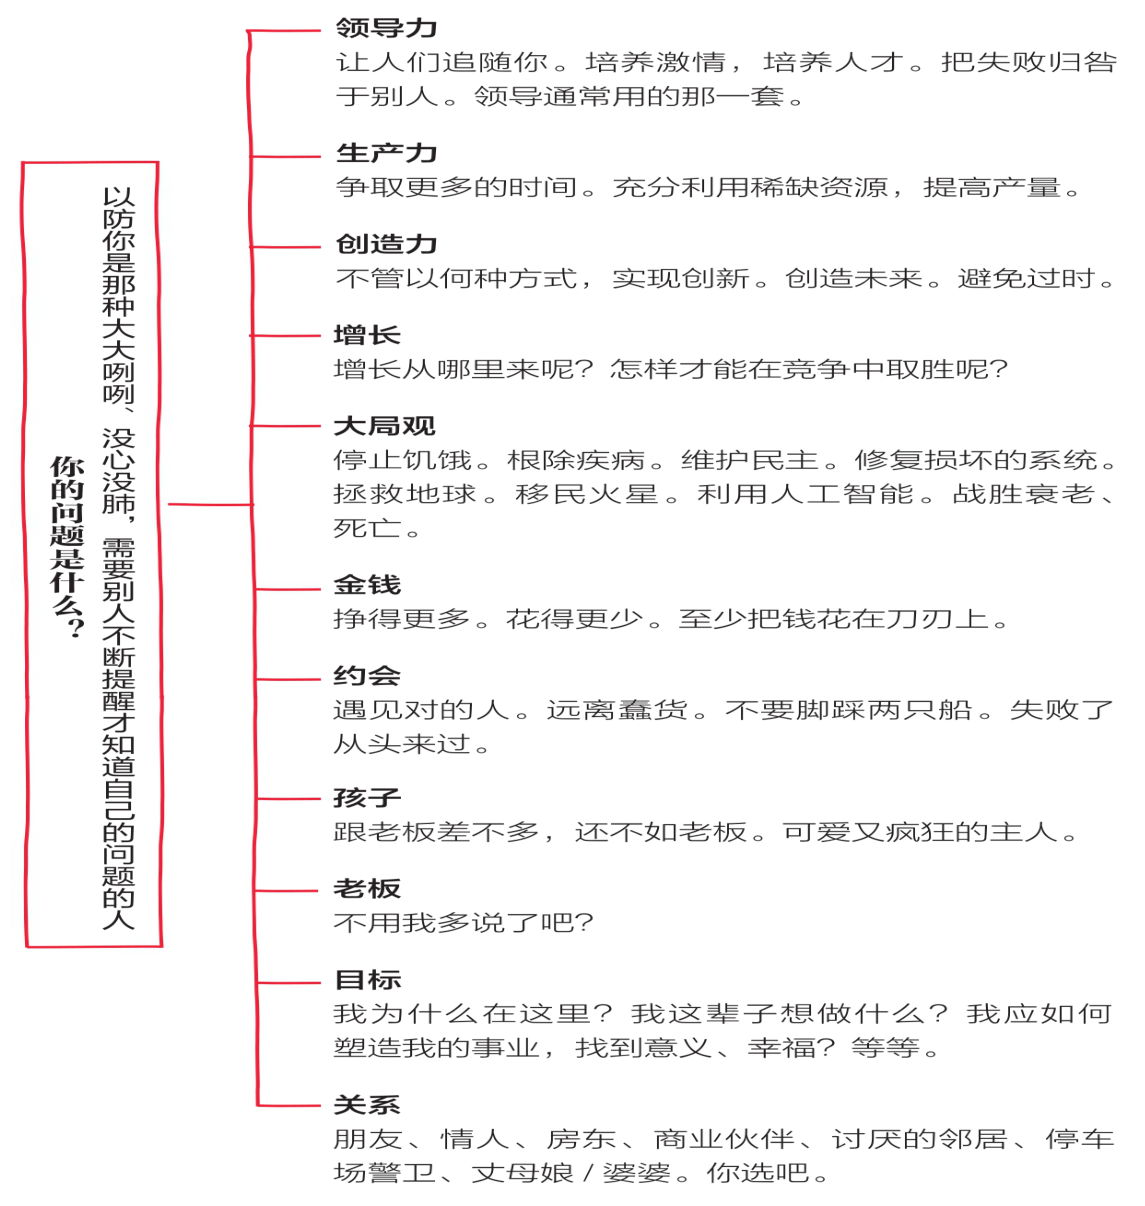 你的问题是什么？
以防你是那种大大咧咧、没心没肺，需要别人不断提醒才知道自己的问题的人
领导力
让人们追随你。培养激情，培养人才。把失败归咎
于别人。领导通常用的那一套。
生产力
争取更多的时间。充分利用稀缺资源，提高产量。
创造力
不管以何种方式，实现创新。创造未来。避免过时。
增长
增长从哪里来呢？怎样才能在竞争中取胜呢？
大局观
停止饥饿。根除疾病。维护民主。修复损坏的系统。
拯救地球。移民火星。利用人工智能。战胜衰老、
死亡。
金钱
挣得更多。花得更少。至少把钱花在刀刃上。
约会
遇见对的人。远离蠢货。不要脚踩两只船。失败了
从头来过。
孩子
跟老板差不多，还不如老板。可爱又疯狂的主人。
老板
不用我多说了吧？
目标
我为什么在这里？我这辈子想做什么？我应如何
塑造我的事业，找到意义、幸福？等等。
关系
朋友、情人、房东、商业伙伴、讨厌的邻居、停车
场警卫、丈母娘 / 婆婆。你选吧。